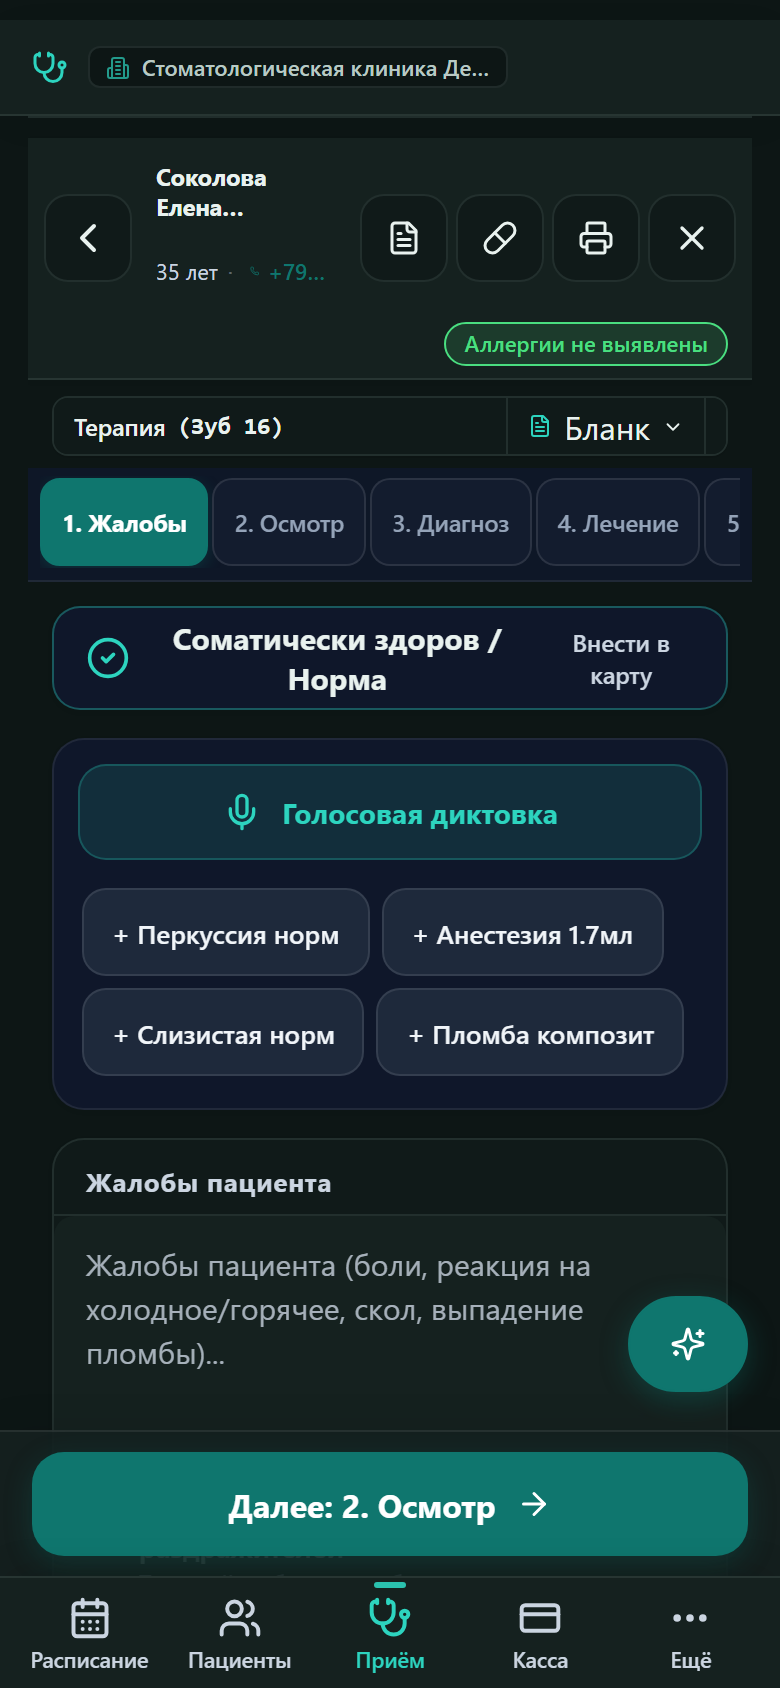 Стоматологическая клиника Де...
Соколова
Елена...
35 лет · +79...
Аллергии не выявлены
Терапия (Зуб 16)
Бланк
1. Жалобы
2. Осмотр
3. Диагноз
4. Лечение
5
Соматически здоров /
Норма
Внести в
карту
Голосовая диктовка
+ Перкуссия норм
+ Анестезия 1.7мл
+ Слизистая норм
+ Пломба композит
Жалобы пациента
Жалобы пациента (боли, реакция на
холодное/горячее, скол, выпадение
пломбы)...
Далее: 2. Осмотр
Расписание
Пациенты
Приём
Касса
Ещё